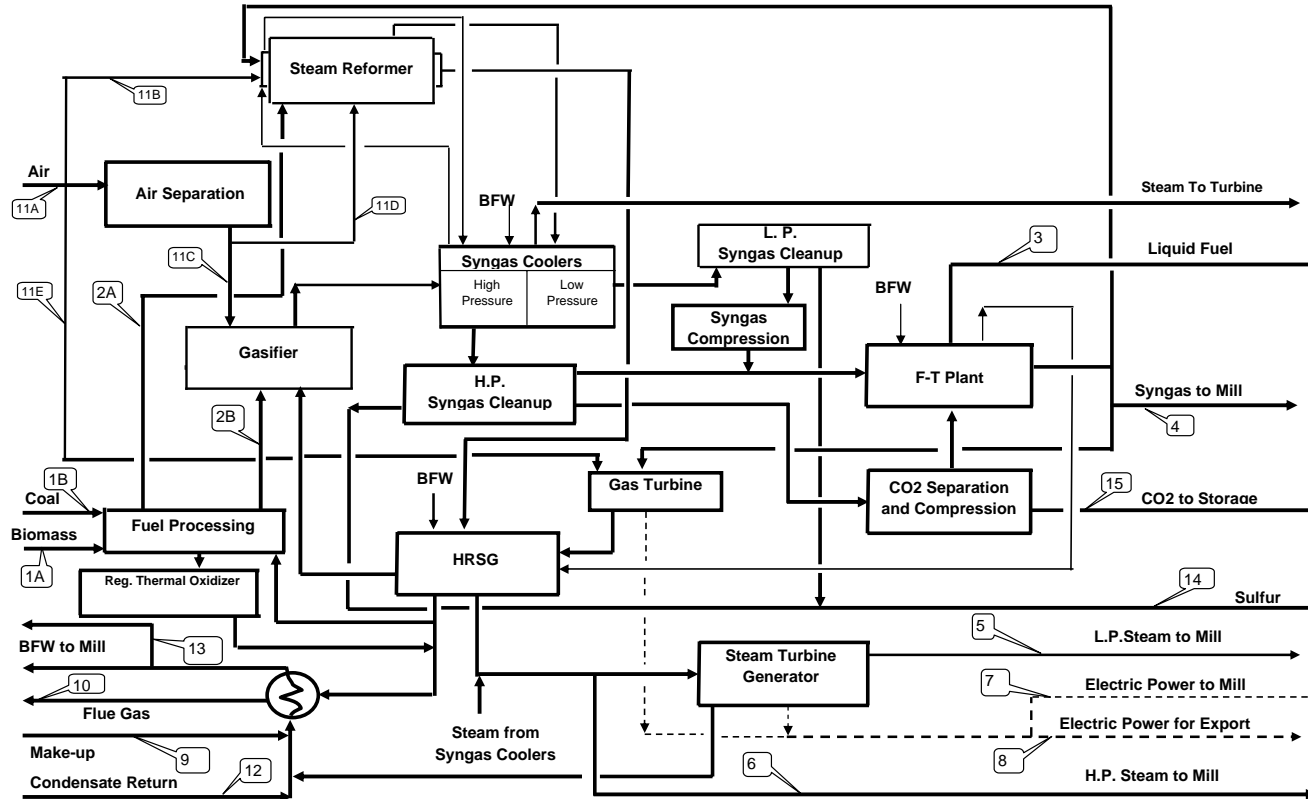 Steam Reformer
11B
Air
Air Separation
11A
11D
BFW
Steam To Turbine
L. P.
Syngas Cleanup
3
Liquid Fuel
11C
Syngas Coolers
High
Pressure
Low
Pressure
11E
2A
BFW
Syngas
Compression
Gasifier
F-T Plant
H.P.
Syngas Cleanup
Syngas to Mill
4
2B
1B
Coal
BFW
Gas Turbine
CO2 Separation
and Compression
15
CO2 to Storage
Fuel Processing
Biomass
1A
HRSG
Reg. Thermal Oxidizer
14
Sulfur
BFW to Mill
13
5
L.P.Steam to Mill
Steam Turbine
Generator
10
7
Electric Power to Mill
Flue Gas
Steam from
Syngas Coolers
Electric Power for Export
Make-up
9
8
Condensate Return
12
6
H.P. Steam to Mill